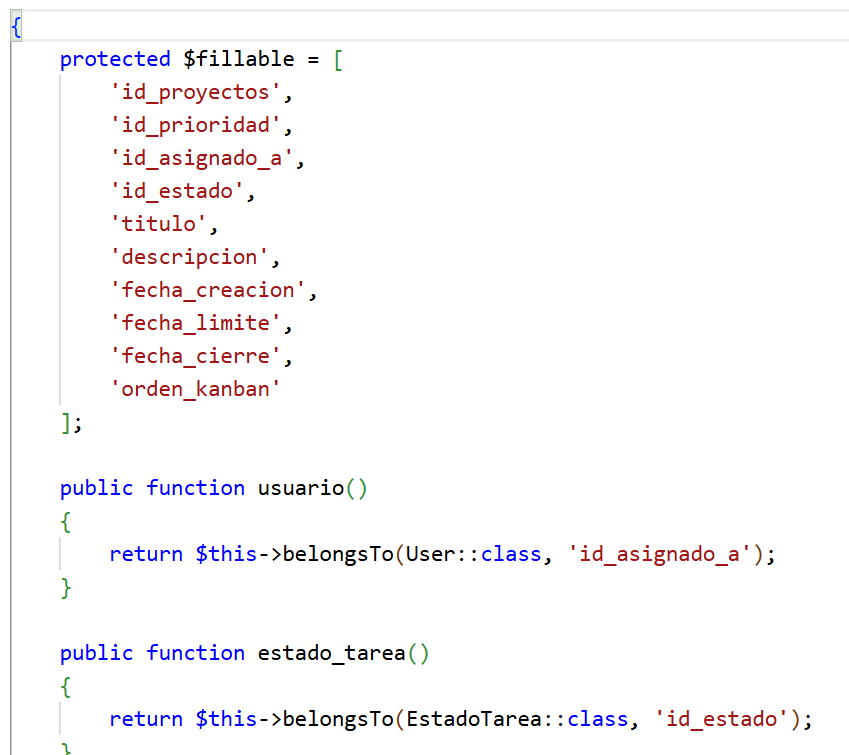 {
    protected $fillable = [
        'id_proyectos',
        'id_prioridad',
        'id_asignado_a',
        'id_estado',
        'titulo',
        'descripcion',
        'fecha_creacion',
        'fecha_limite',
        'fecha_cierre',
        'orden_kanban'
    ];

    public function usuario()
    {
        return $this->belongsTo(User::class, 'id_asignado_a');
    }

    public function estado_tarea()
    {
        return $this->belongsTo(EstadoTarea::class, 'id_estado');
    }